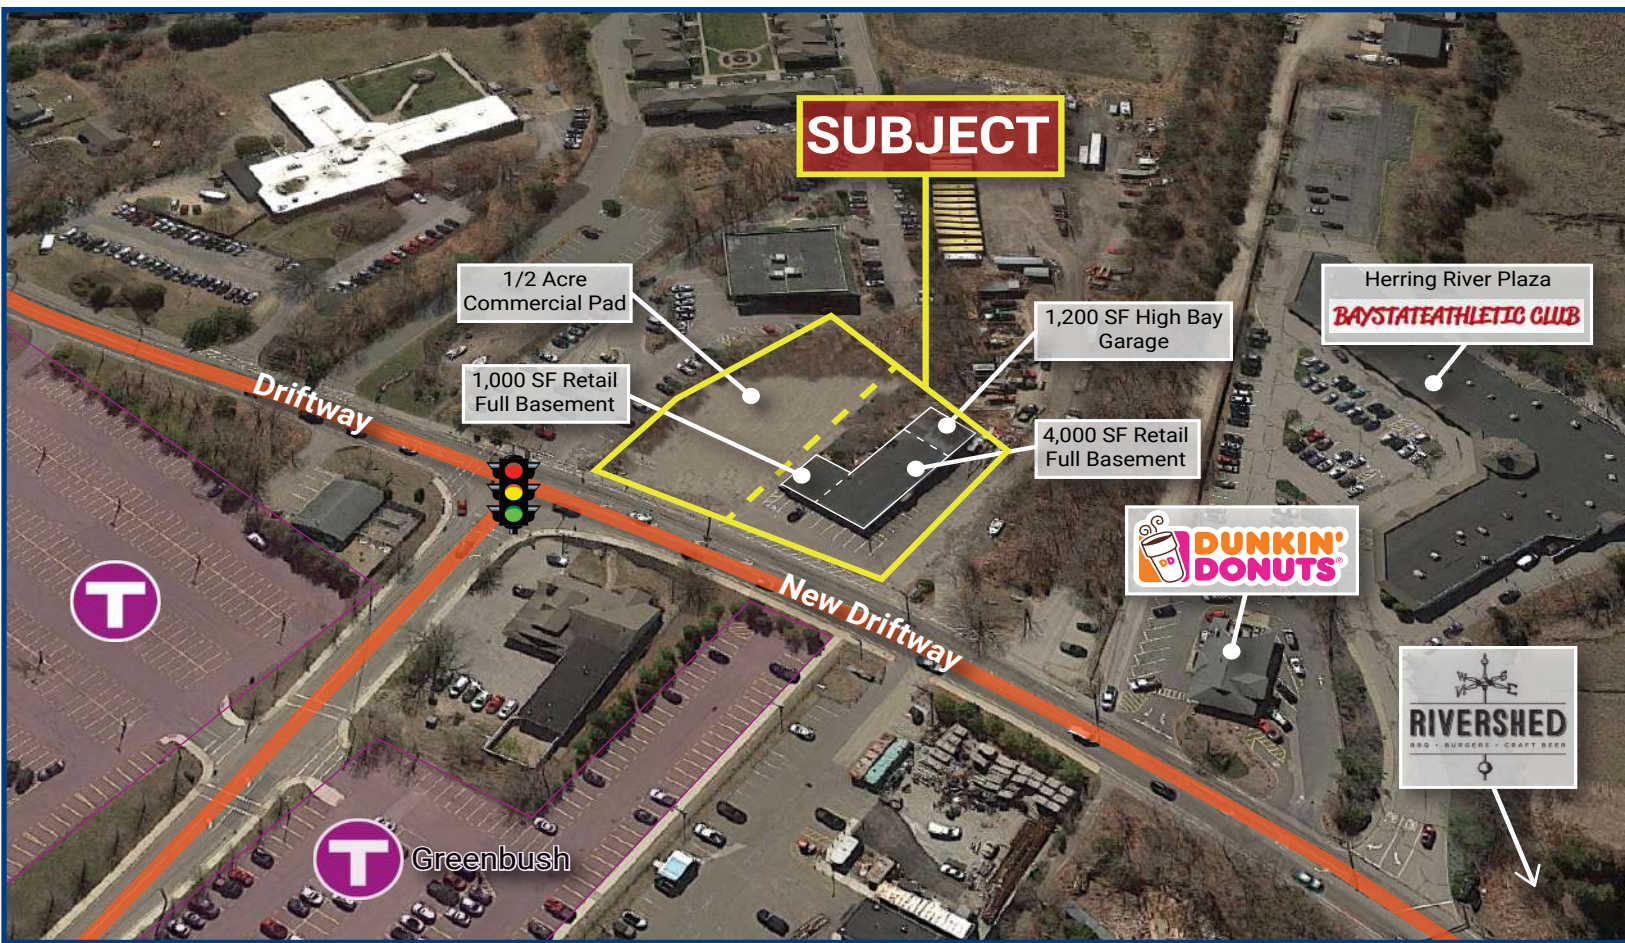 SUBJECT
1/2 Acre
Commercial Pad
1,200 SF High Bay
Garage
Herring River Plaza
BAYSTATEATHLETIC CLUB
1,000 SF Retail
Full Basement
Driftway
4,000 SF Retail
Full Basement
DUNKIN'
DONUTS®
DD
New Driftway
T
W
S
RIVERSHED
BBQ • BURGERS • CRAFT BEER
T Greenbush